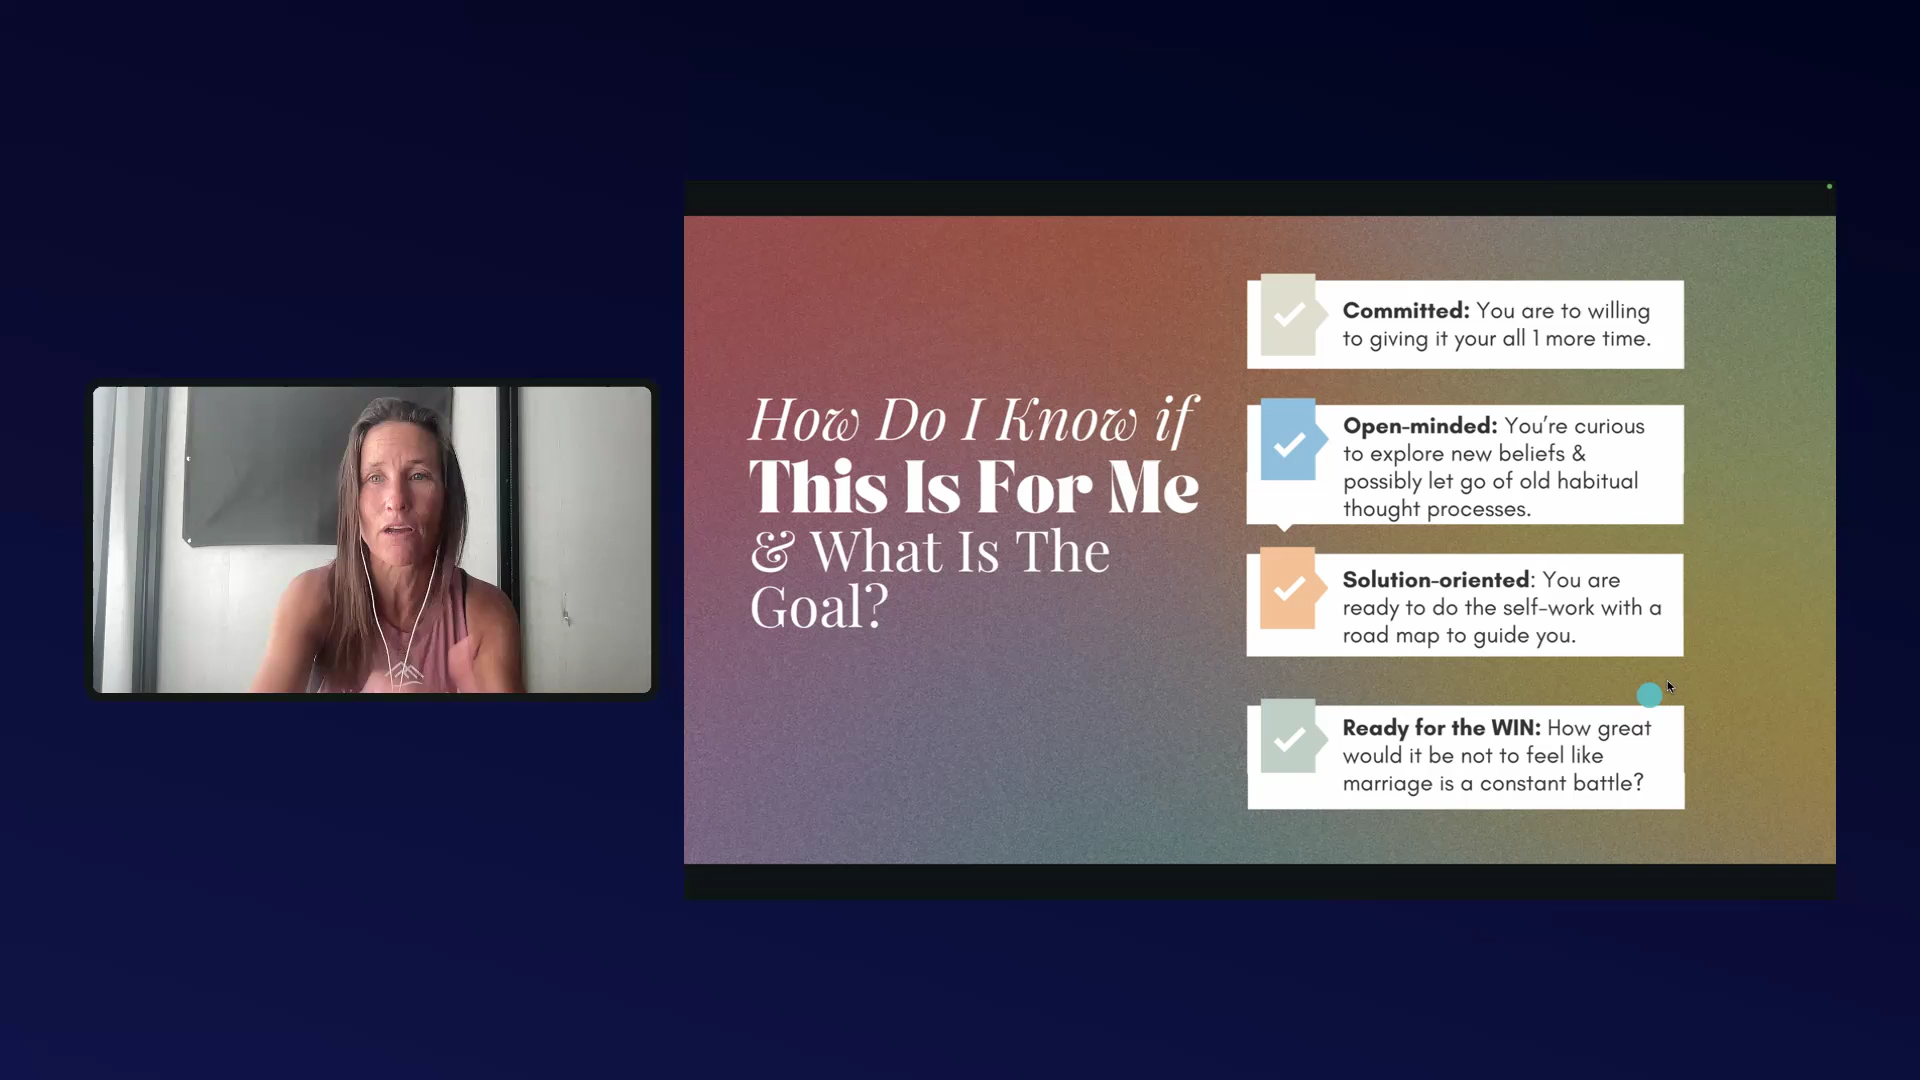 How Do I Know if
This Is For Me
& What Is The
Goal?
Committed: You are to willing
to giving it your all 1 more time.
Open-minded: You're curious
to explore new beliefs &
possibly let go of old habitual
thought processes.
Solution-oriented: You are
ready to do the self-work with a
road map to guide you.
Ready for the WIN: How great
would it be not to feel like
marriage is a constant battle?